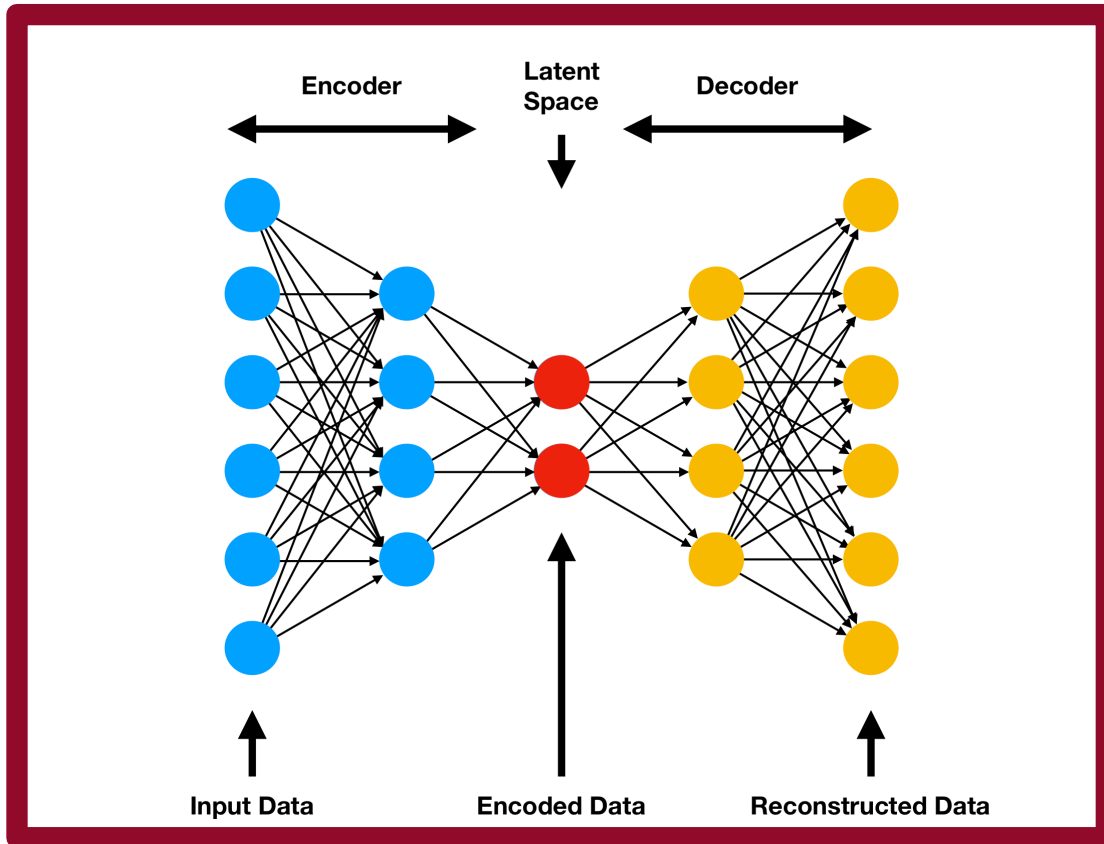 Encoder
Latent
Space
Decoder
Input Data
Encoded Data
Reconstructed Data